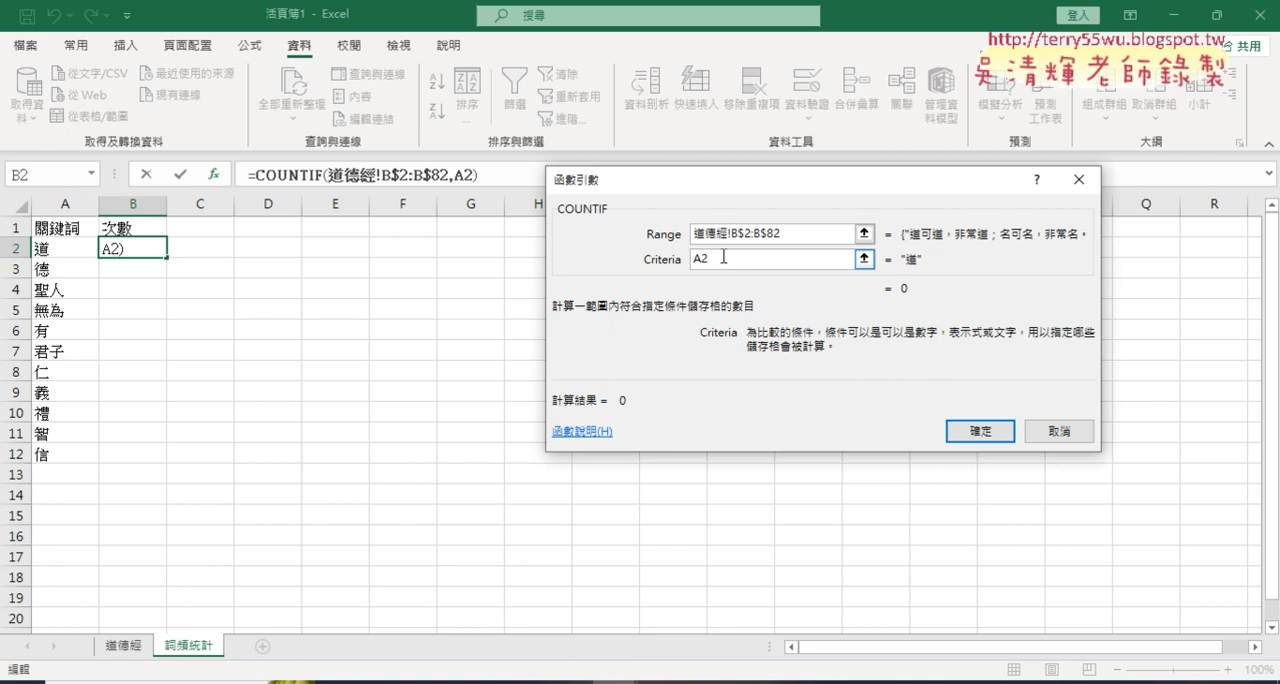 活頁簿1 - Excel
搜尋
登入
http://terry55wu.blogspot.tw
吳清輝老師錄製
檔案 常用 插入 頁面配置 公式 資料 校閱 檢視 說明
共用
取得資料
從文字/CSV
從 Web
從表格/範圍
最近使用的來源
現有連線
取得及轉換資料
全部重新整理
查詢與連線
內容
編輯連結
查詢與連線
排序
篩選
清除
重新套用
進階...
排序與篩選
資料剖析 快速填入 移除重複項 資料驗證 合併彙算 關聯 管理資料模型
資料工具
模擬分析 預測工作表
預測
組成群組 取消群組 小計
大綱
B2
fx
=COUNTIF(道德經!B$2:B$82,A2)
A B C D E F G H Q R
1 關鍵詞 次數
2 道 A2)
3 德
4 聖人
5 無為
6 有
7 君子
8 仁
9 義
10 禮
11 智
12 信
13
14
15
16
17
18
19
20
函數引數
?
COUNTIF
Range 道德經!B$2:B$82 = {"道可道，非常道；名可名，非常名。
Criteria A2 = "道"
= 0
計算一範圍內符合指定條件儲存格的數目
Criteria 為比較的條件，條件可以是可以是數字，表示式或文字，用以指定哪些
儲存格會被計算。
計算結果 = 0
函數說明(H)
確定
取消
道德經 詞頻統計
編輯
100%